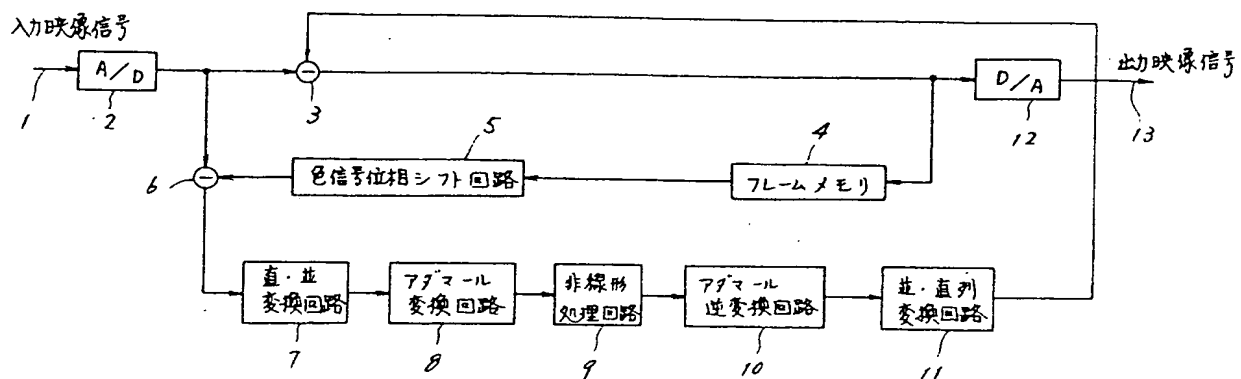 入力映像信号
A/D
D/A
出力映像信号
1
2
3
12
13
5
4
6
色信号位相シフト回路
フレームメモリ
直・並
変換回路
アダマール
変換回路
非線形
処理回路
アダマール
逆変換回路
並・直列
変換回路
7
8
9
10
11